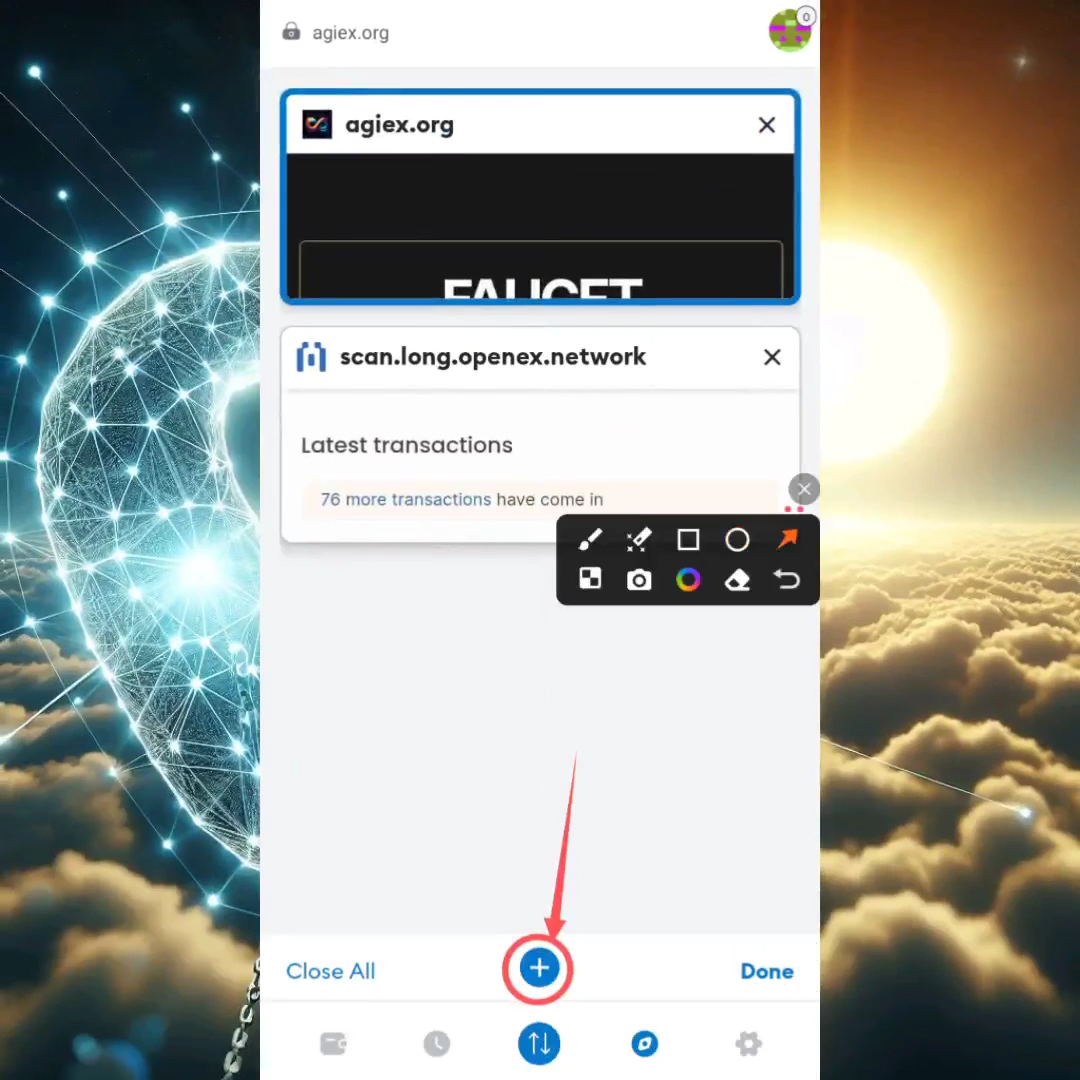 agiex.org
0
agiex.org
FAUCET
scan.long.openex.network
Latest transactions
76 more transactions have come in
Close All
Done